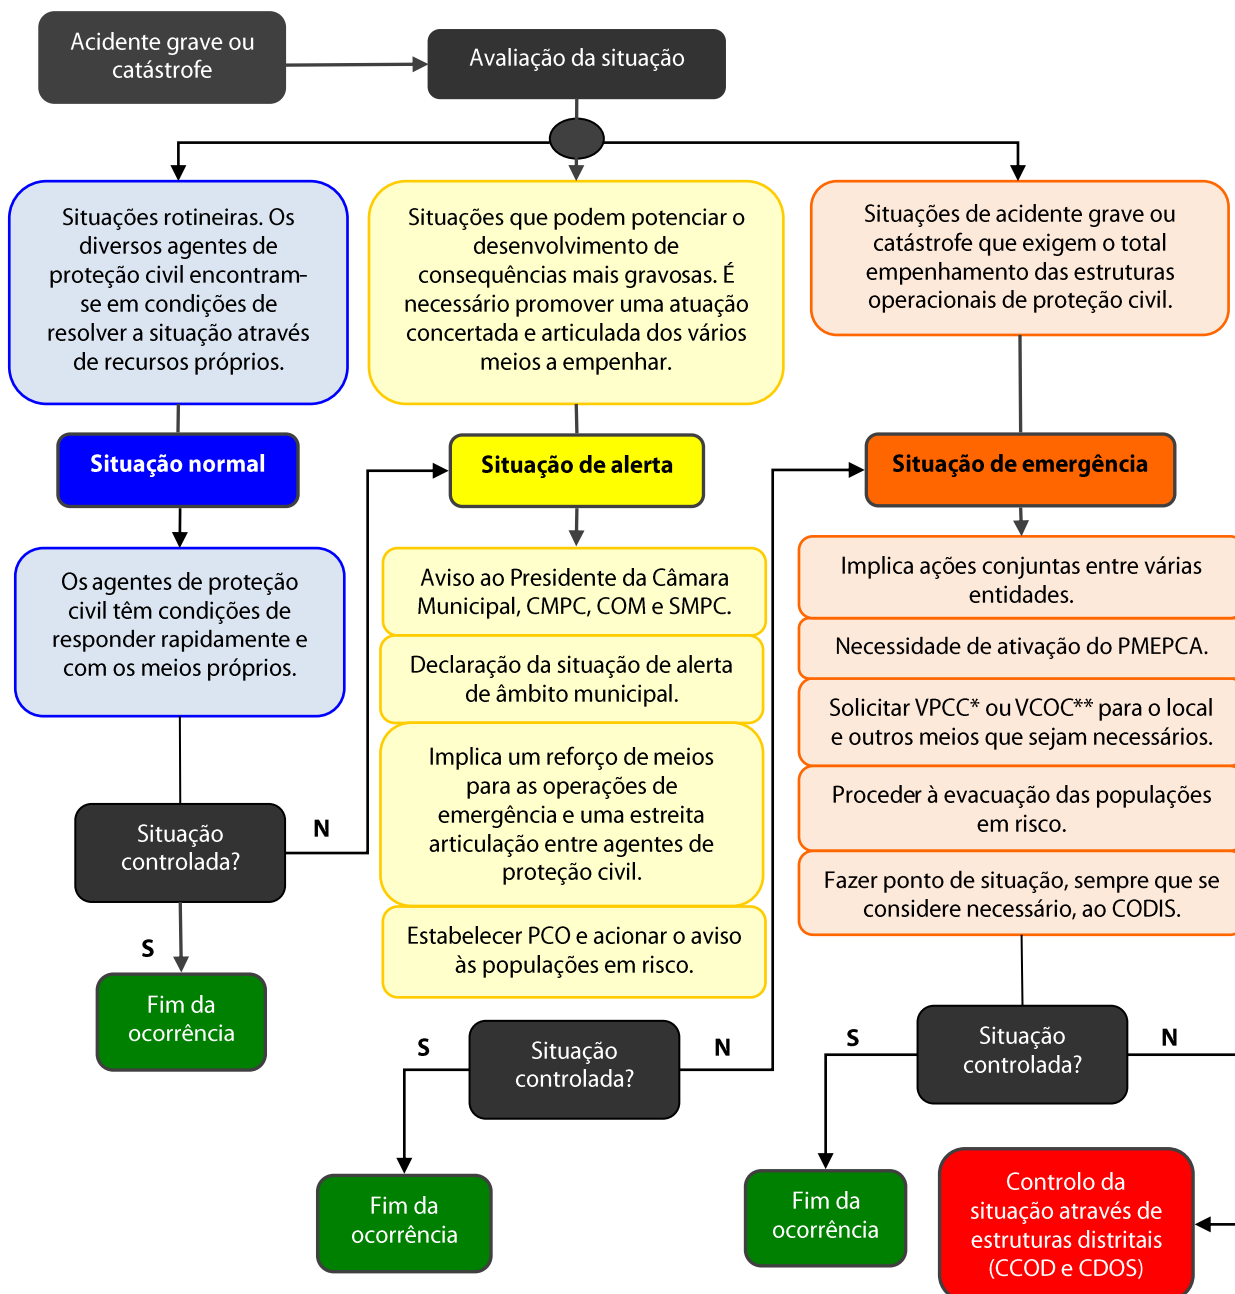 Acidente grave ou
catástrofe
Avaliação da situação
Situações rotineiras. Os
diversos agentes de
proteção civil encontram-
se em condições de
resolver a situação através
de recursos próprios.
Situações que podem potenciar o
desenvolvimento de
consequências mais gravosas. É
necessário promover uma atuação
concertada e articulada dos vários
meios a empenhar.
Situações de acidente grave ou
catástrofe que exigem o total
empenhamento das estruturas
operacionais de proteção civil.
Situação normal
Situação de alerta
Situação de emergência
Os agentes de proteção
civil têm condições de
responder rapidamente e
com os meios próprios.
Situação
controlada?
N
S
Fim da
ocorrência
Aviso ao Presidente da Câmara
Municipal, CMPC, COM e SMPC.
Declaração da situação de alerta
de âmbito municipal.
Implica um reforço de meios
para as operações de
emergência e uma estreita
articulação entre agentes de
proteção civil.
Estabelecer PCO e acionar o aviso
às populações em risco.
S
Situação
controlada?
N
Fim da
ocorrência
Implica ações conjuntas entre várias
entidades.
Necessidade de ativação do PMEPCA.
Solicitar VPCC* ou VCOC** para o local
e outros meios que sejam necessários.
Proceder à evacuação das populações
em risco.
Fazer ponto de situação, sempre que se
considere necessário, ao CODIS.
S
Situação
controlada?
N
Fim da
ocorrência
Controlo da
situação através de
estruturas distritais
(CCOD e CDOS)